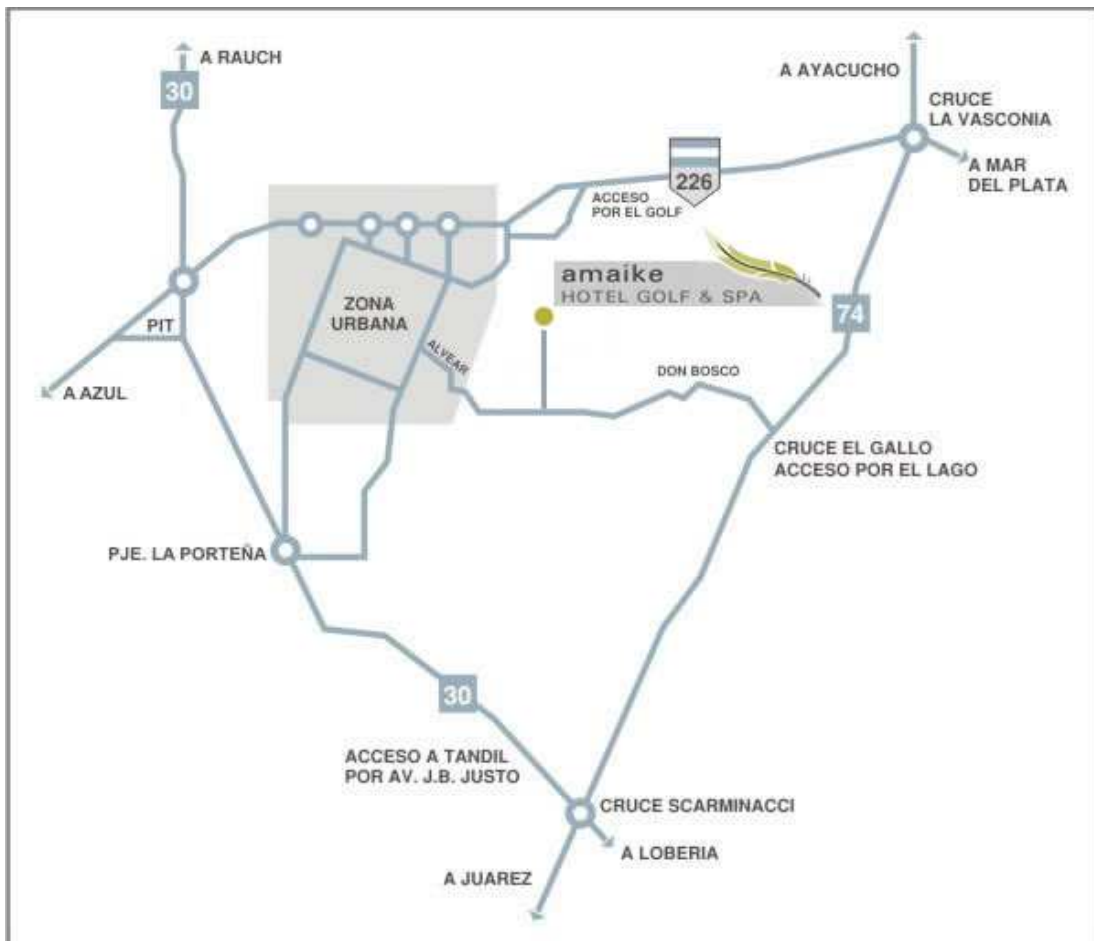 A RAUCH
30
A AYACUCHO
CRUCE
LA VASCONIA
A MAR
DEL PLATA
226
ACCESO
POR EL GOLF
amaike
HOTEL GOLF & SPA
ZONA
URBANA
74
PIT
ALVEAR
DON BOSCO
A AZUL
CRUCE EL GALLO
ACCESO POR EL LAGO
PJE. LA PORTEÑA
30
ACCESO A TANDIL
POR AV. J.B. JUSTO
CRUCE SCARMINACCI
A LOBERIA
A JUAREZ